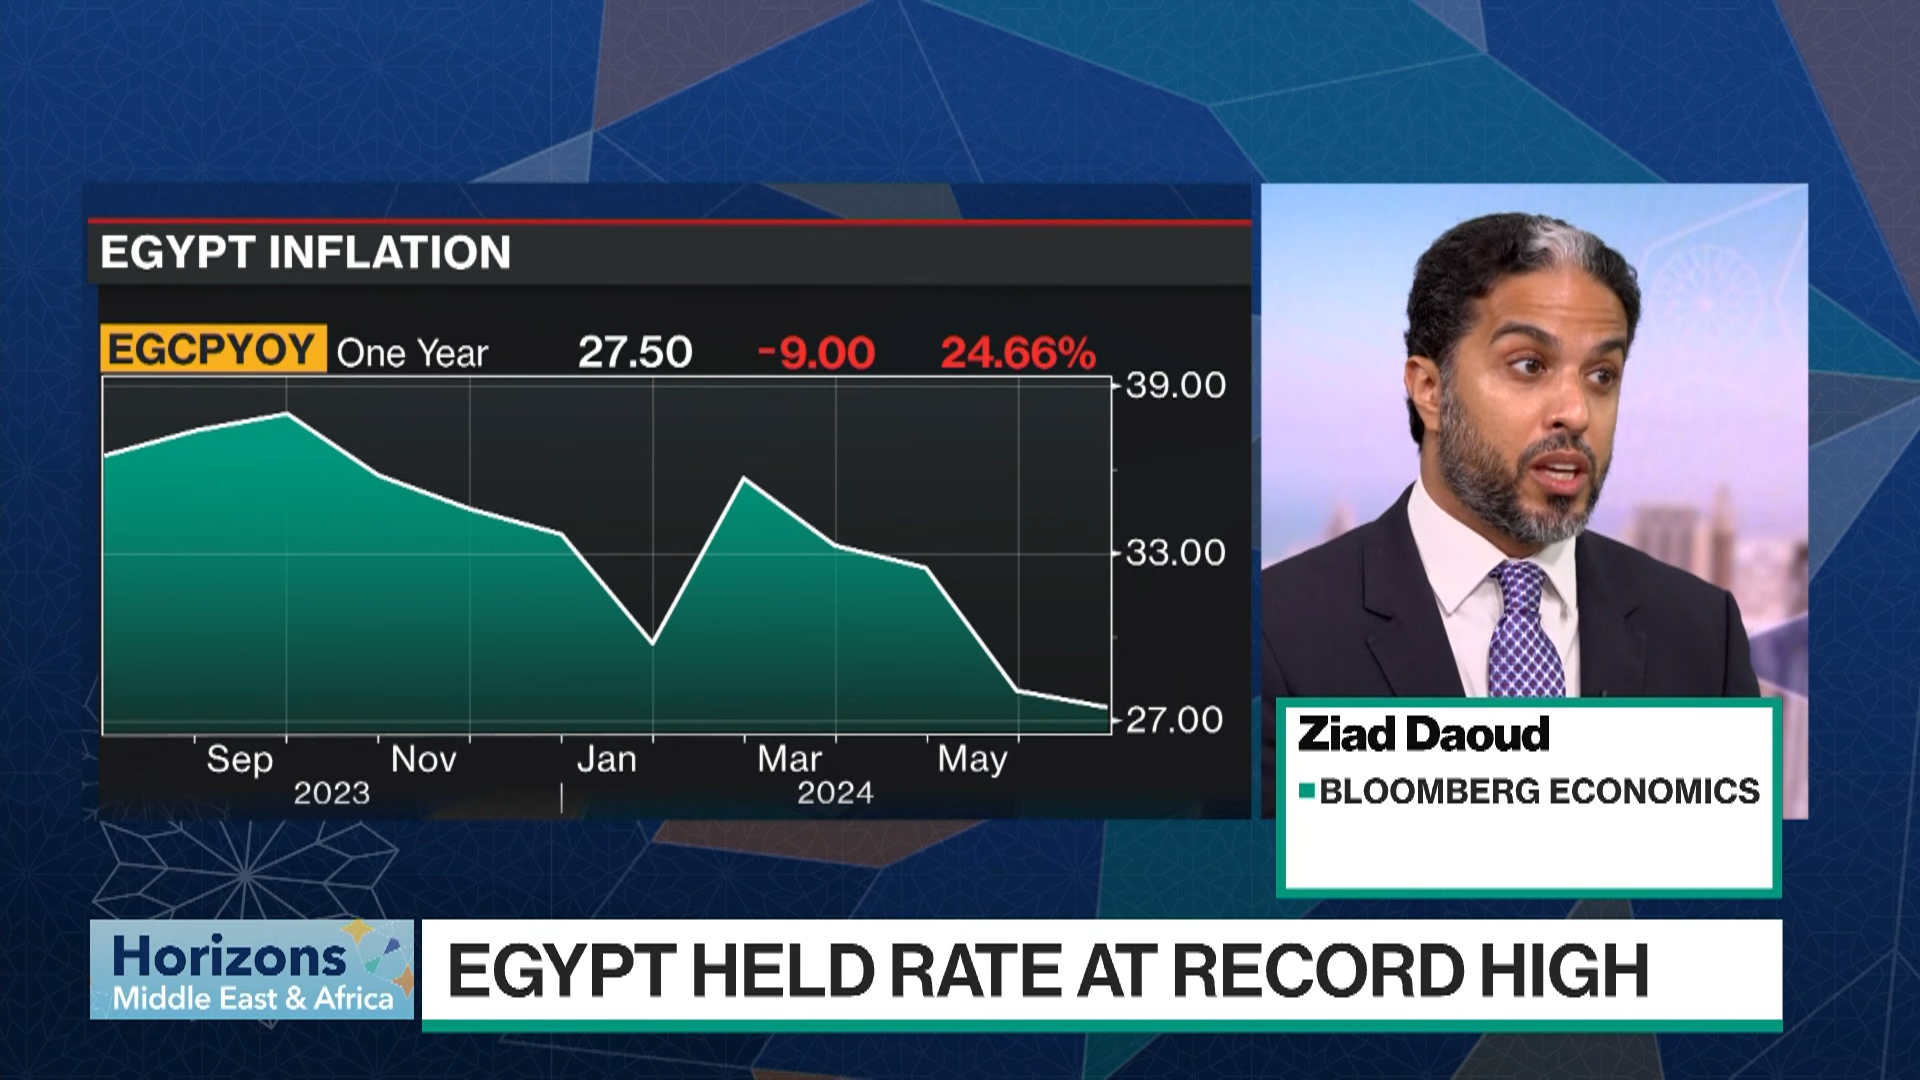 EGYPT INFLATION
EGCPYOY One Year 27.50 -9.00 24.66%
39.00
33.00
27.00
Sep Nov Jan Mar May
2023 2024
Ziad Daoud
BLOOMBERG ECONOMICS
Horizons
Middle East & Africa
EGYPT HELD RATE AT RECORD HIGH